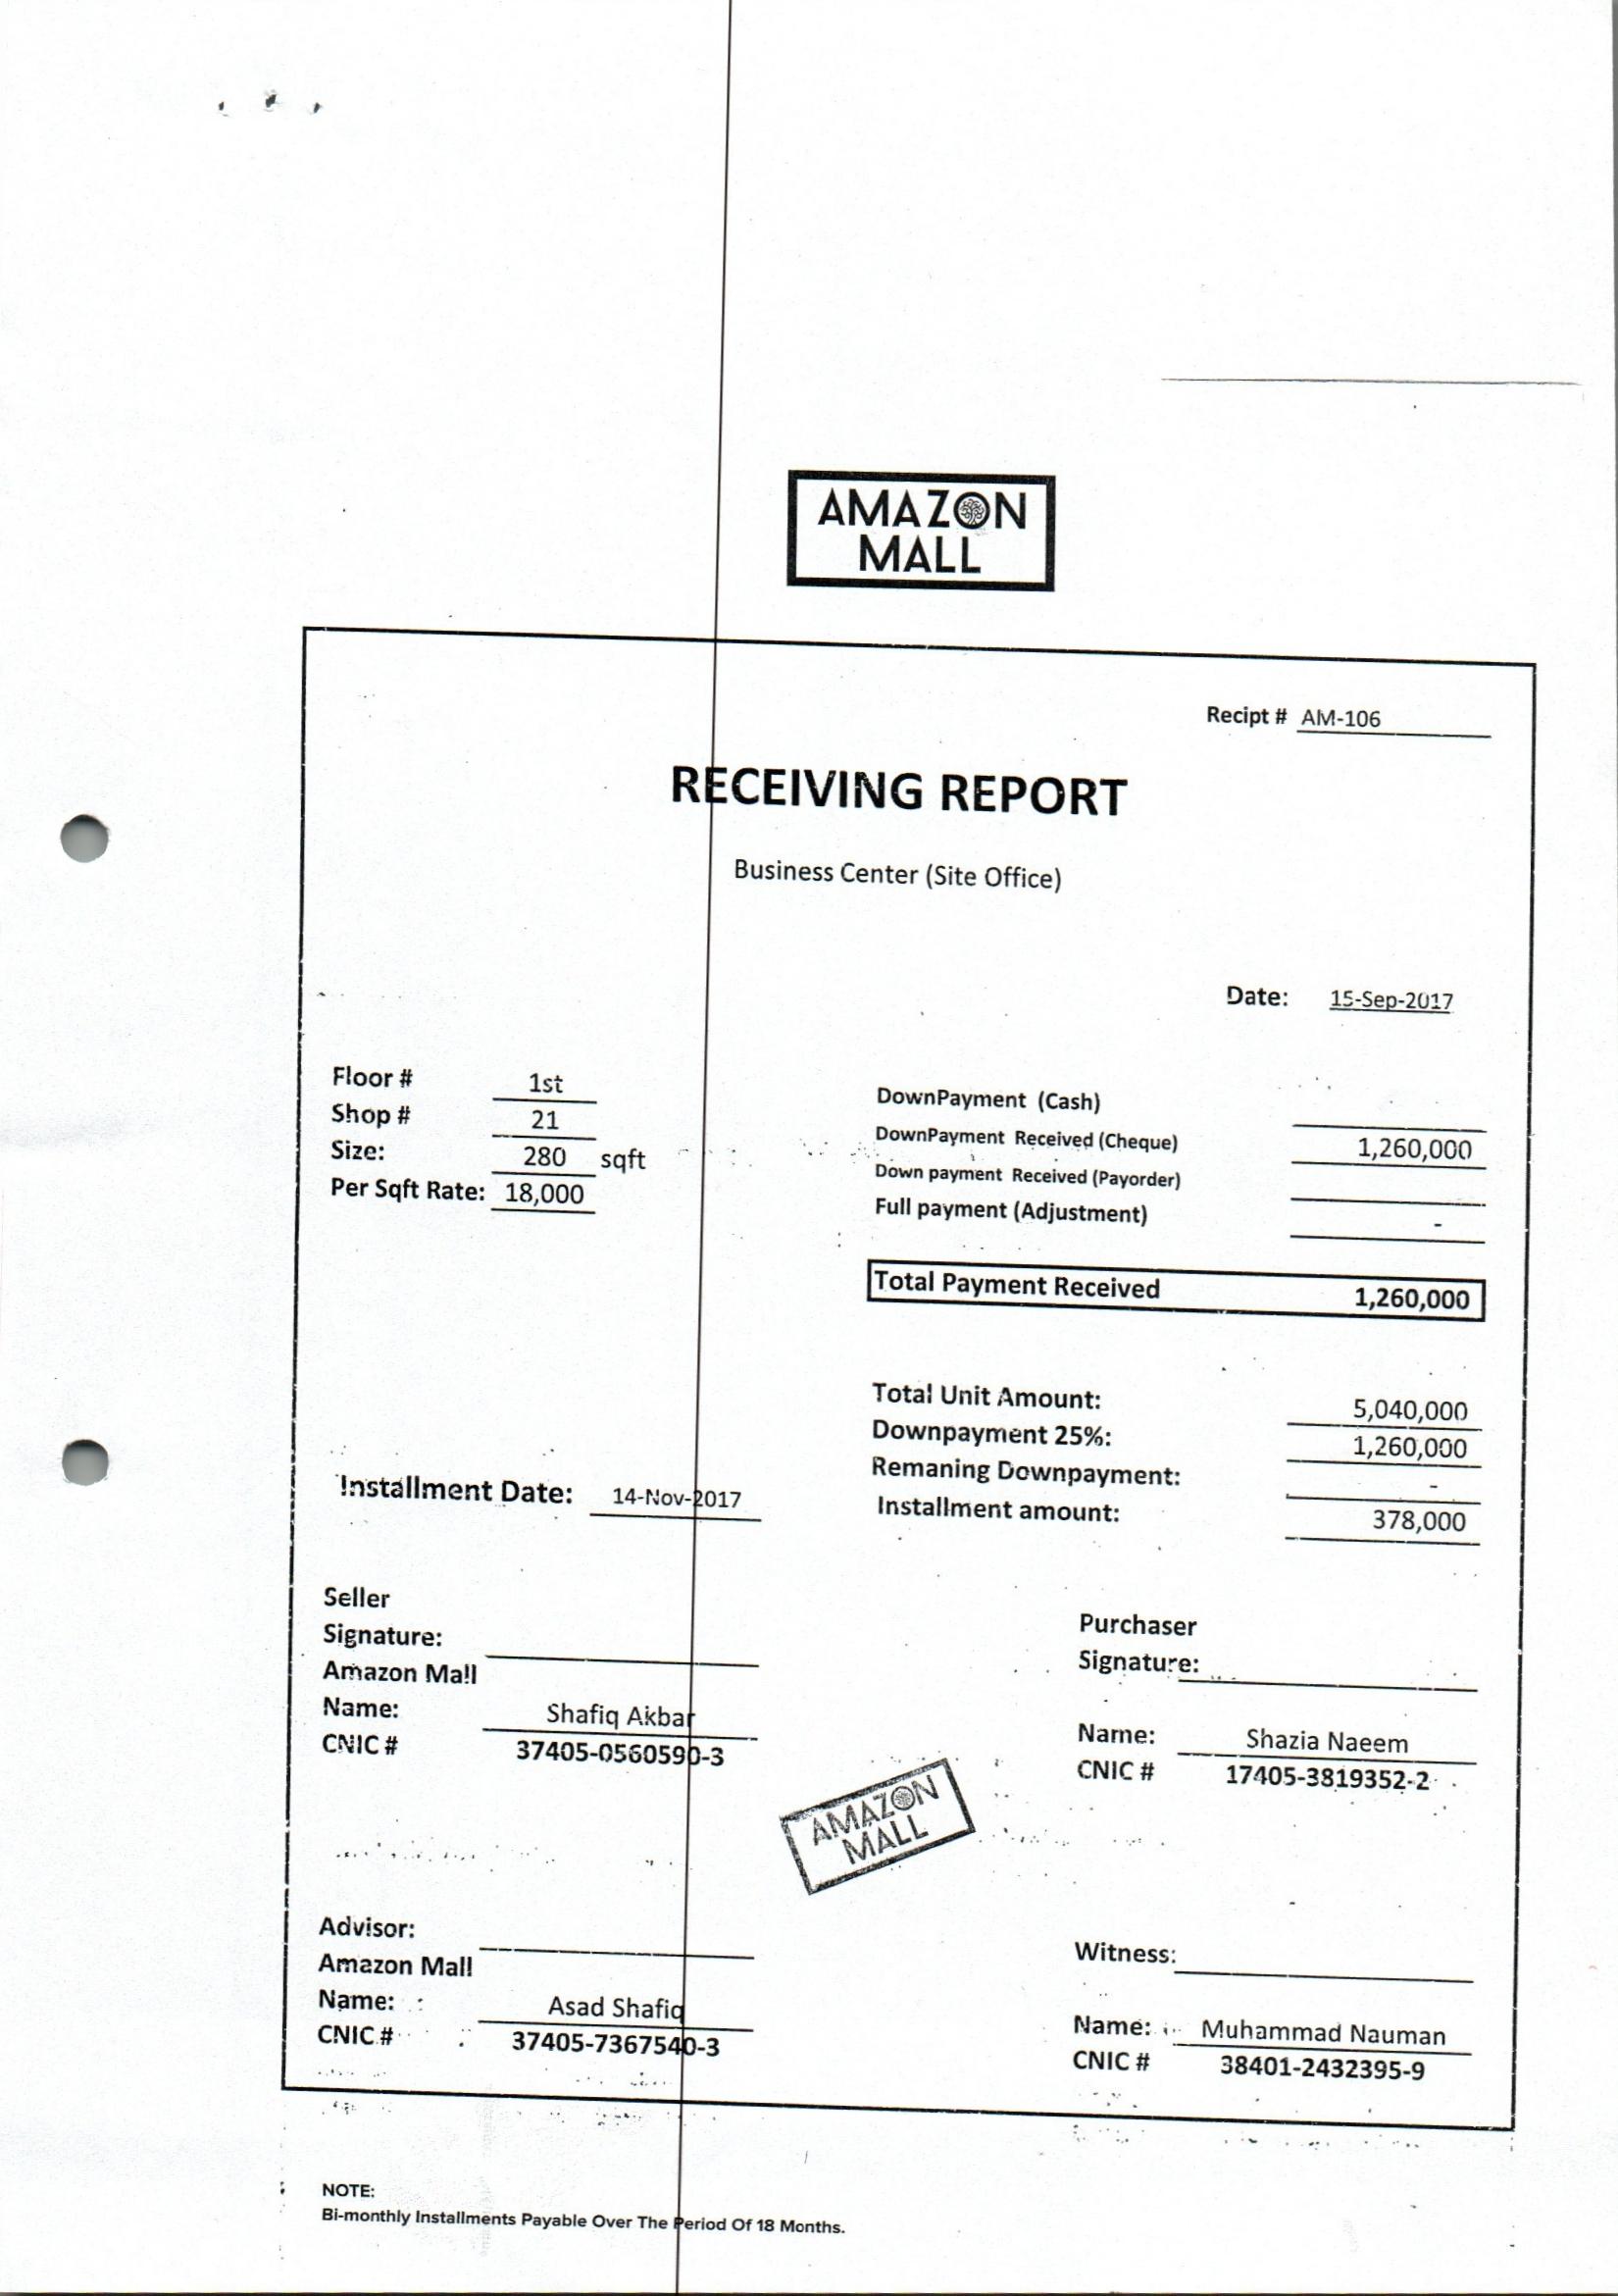 AMAZON
MALL
Recipt # AM-106
RECEIVING REPORT
Business Center (Site Office)
Date: 15-Sep-2017
Floor # 1st
Shop # 21
Size: 280 sqft
Per Sqft Rate: 18,000
DownPayment (Cash)
DownPayment Received (Cheque) 1,260,000
Down payment Received (Payorder)
Full payment (Adjustment) -
Total Payment Received 1,260,000
Total Unit Amount: 5,040,000
Downpayment 25%: 1,260,000
Remaning Downpayment: -
Installment Date: 14-Nov-2017
Installment amount: 378,000
Seller
Signature:
Amazon Mall
Name: Shafiq Akbar
CNIC # 37405-0560590-3
Purchaser
Signature:
Name: Shazia Naeem
CNIC # 17405-3819352-2
AMAZON
MALL
Advisor:
Amazon Mall
Name: Asad Shafiq
CNIC # 37405-7367540-3
Witness:
Name: Muhammad Nauman
CNIC # 38401-2432395-9
NOTE:
Bi-monthly Installments Payable Over The Period Of 18 Months.